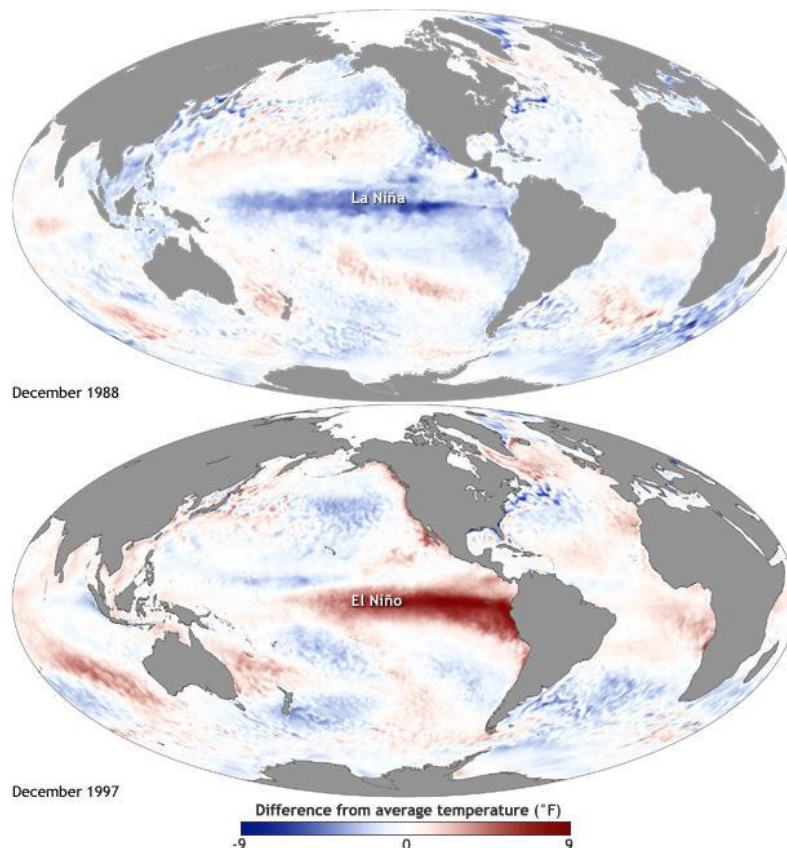 La Niña
December 1988
El Niño
December 1997
Difference from average temperature (°F)
-9 0 9